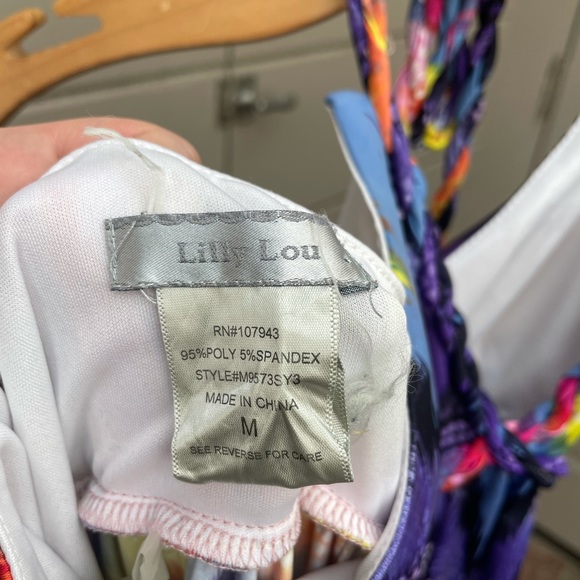 Lilly Lou
RN#107943
95%POLY 5%SPANDEX
STYLE#M9573SY3
MADE IN CHINA
M
SEE REVERSE FOR CARE